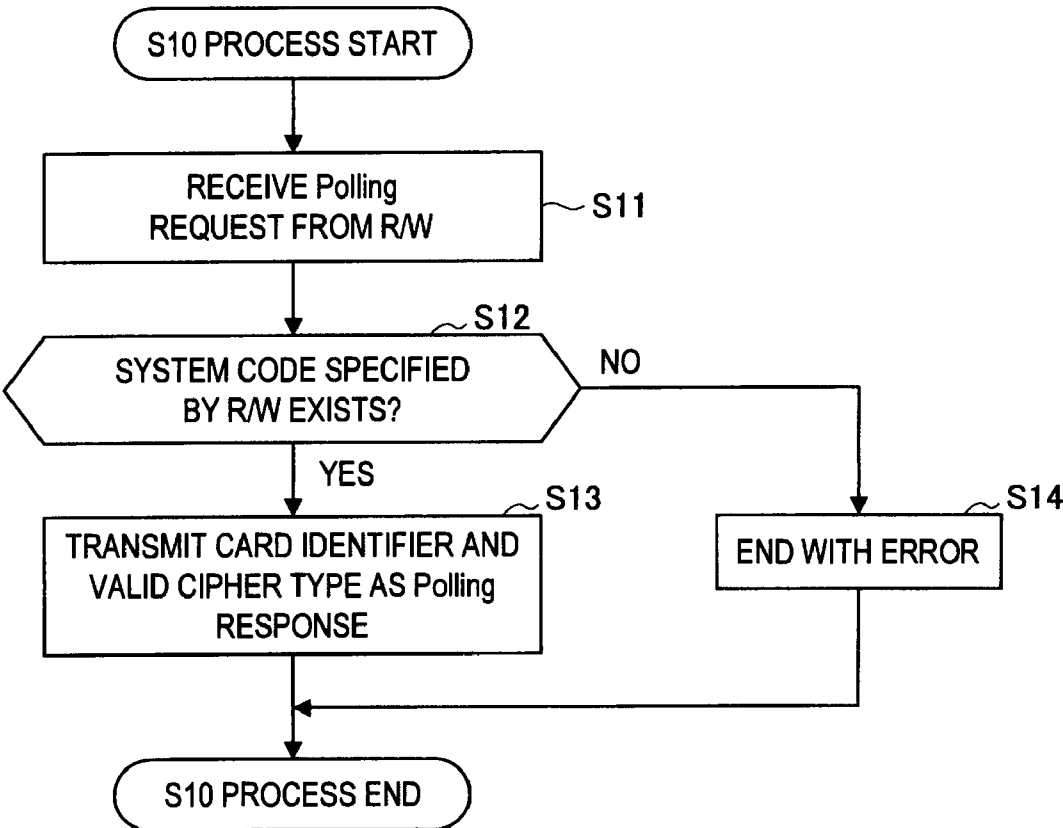 S10 PROCESS START
RECEIVE Polling
REQUEST FROM R/W
S11
S12
SYSTEM CODE SPECIFIED
BY R/W EXISTS?
NO
YES
S13
TRANSMIT CARD IDENTIFIER AND
VALID CIPHER TYPE AS Polling
RESPONSE
S14
END WITH ERROR
S10 PROCESS END